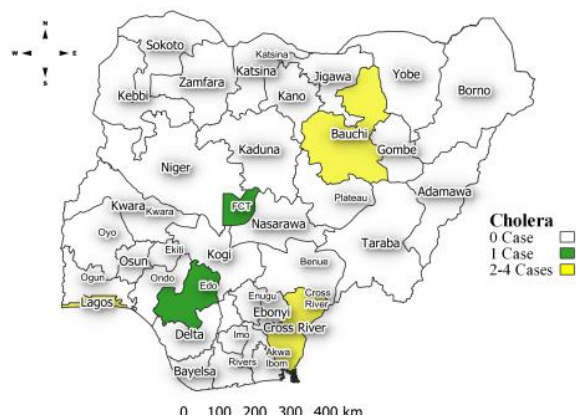 N
W E
S
Sokoto
Katsina
Katsina
Zamfara
Jigawa
Yobe
Borno
Kebbi
Kano
Bauchi
Kaduna
Gombe
Niger
Adamawa
Plateau
FCT
Kwara
Kwara
Nasarawa
Oyo
Taraba
Kogi
Ekiti
Osun
Benue
Ogun
Ondo
Edo
Lagos
Enugu
Cross
River
Ebonyi
Cross River
Delta
Imo
Akwa
Ibom
Rivers
Bayelsa
Cholera
0 Case
1 Case
2-4 Cases
0 100 200 300 400 km